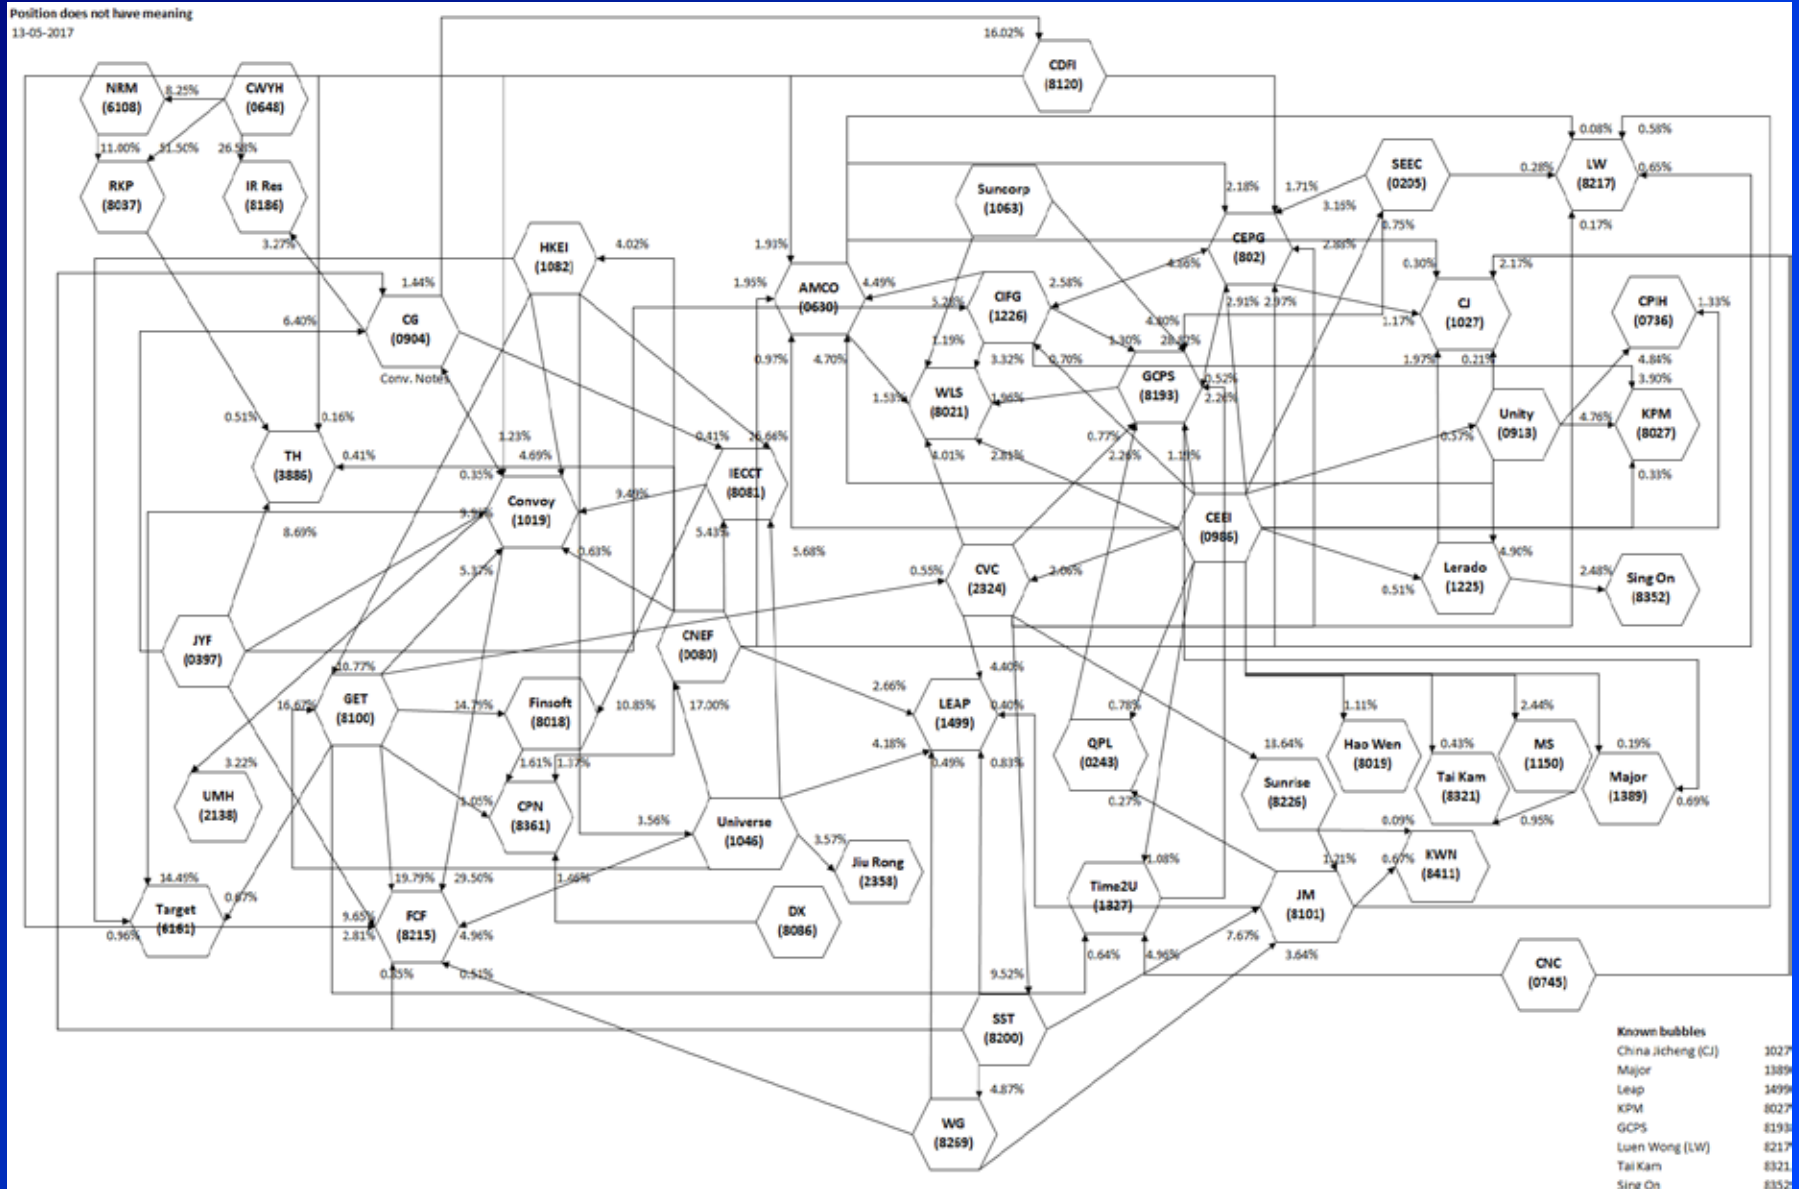 Position does not have meaning
13-05-2017
16.02%
CDFI
(8120)
NRM
(6108)
8.25%
CWYH
(0648)
11.00%
51.50%
26.58%
0.08%
0.58%
RKP
(8037)
IR Res
(8186)
3.27%
Suncorp
(1063)
SEEC
(0205)
0.28%
LW
(8217)
0.65%
2.18%
1.71%
3.16%
0.75%
0.17%
HKEI
(1082)
4.02%
1.93%
CEPG
(802)
2.88%
4.86%
0.30%
2.17%
1.44%
1.95%
AMCO
(0630)
4.49%
5.28%
CIFG
(1226)
2.58%
2.91%
2.97%
CJ
(1027)
1.17%
CPIH
(0736)
1.33%
6.40%
CG
(0904)
Conv. Notes
4.80%
1.19%
1.30%
0.97%
4.70%
3.32%
0.70%
1.97%
0.21%
4.84%
3.90%
1.53%
WLS
(8021)
1.96%
GCPS
(8193)
0.52%
2.26%
Unity
(0913)
4.76%
KPM
(8027)
0.33%
0.51%
0.16%
TH
(3886)
0.41%
1.23%
4.69%
0.35%
0.41%
26.66%
IECCT
(8081)
4.01%
2.81%
0.77%
2.26%
1.19%
0.57%
9.49%
Convoy
(1019)
8.69%
0.63%
5.43%
5.68%
CEEI
(0986)
5.37%
0.55%
CVC
(2324)
2.06%
0.51%
Lerado
(1225)
4.90%
2.48%
Sing On
(8352)
JYF
(0397)
CNEF
(0080)
10.77%
16.67%
GET
(8100)
14.79%
Finsoft
(8018)
10.85%
17.00%
2.66%
4.40%
LEAP
(1499)
0.40%
4.18%
0.49%
0.83%
0.78%
QPL
(0243)
0.27%
13.64%
Sunrise
(8226)
1.11%
Hao Wen
(8019)
0.43%
Tai Kam
(8321)
2.44%
MS
(1150)
0.95%
0.19%
Major
(1389)
0.69%
3.22%
UMH
(2138)
1.61%
1.37%
1.05%
CPN
(8361)
1.46%
3.56%
Universe
(1046)
3.57%
Jiu Rong
(2358)
0.09%
0.67%
1.21%
KWN
(8411)
14.49%
0.67%
Target
(6161)
0.96%
19.79%
29.50%
9.65%
2.81%
FCF
(8215)
4.96%
0.51%
DX
(8086)
1.08%
Time2U
(1327)
0.64%
4.96%
JM
(8101)
7.67%
3.64%
CNC
(0745)
9.52%
SST
(8200)
4.87%
WG
(8269)
Known bubbles
China Jicheng (CJ) 1027
Major 1389
Leap 1499
KPM 8027
GCPS 8193
Luen Wong (LW) 8217
Tai Kam 8321
Sing On 8352